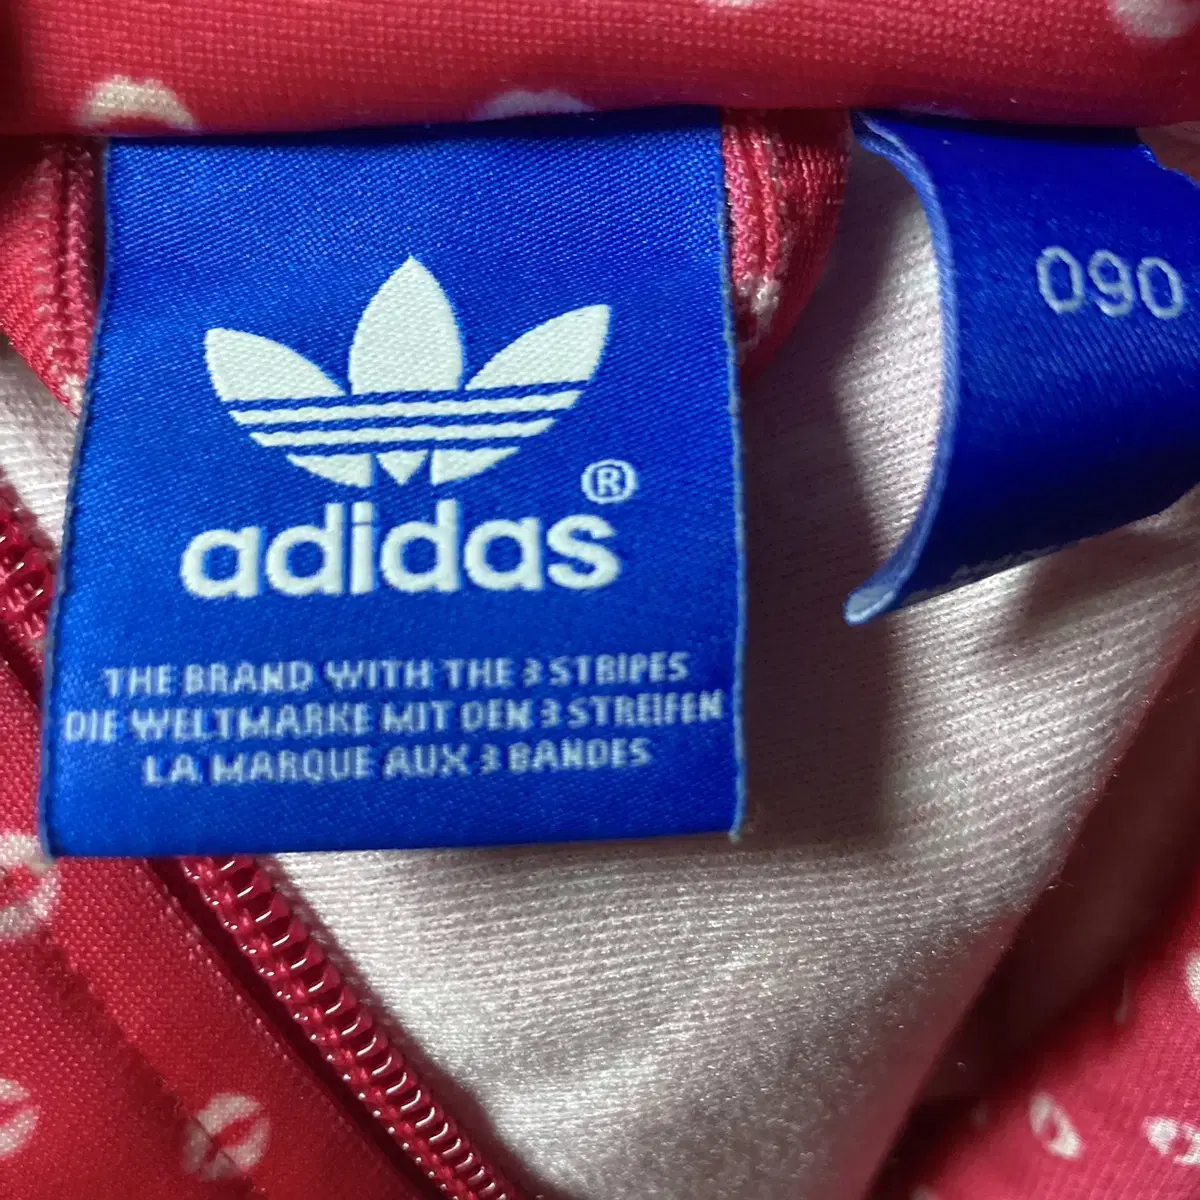 adidas®
THE BRAND WITH THE 3 STRIPES
DIE WELTMARKE MIT DEN 3 STREIFEN
LA MARQUE AUX 3 BANDES
090